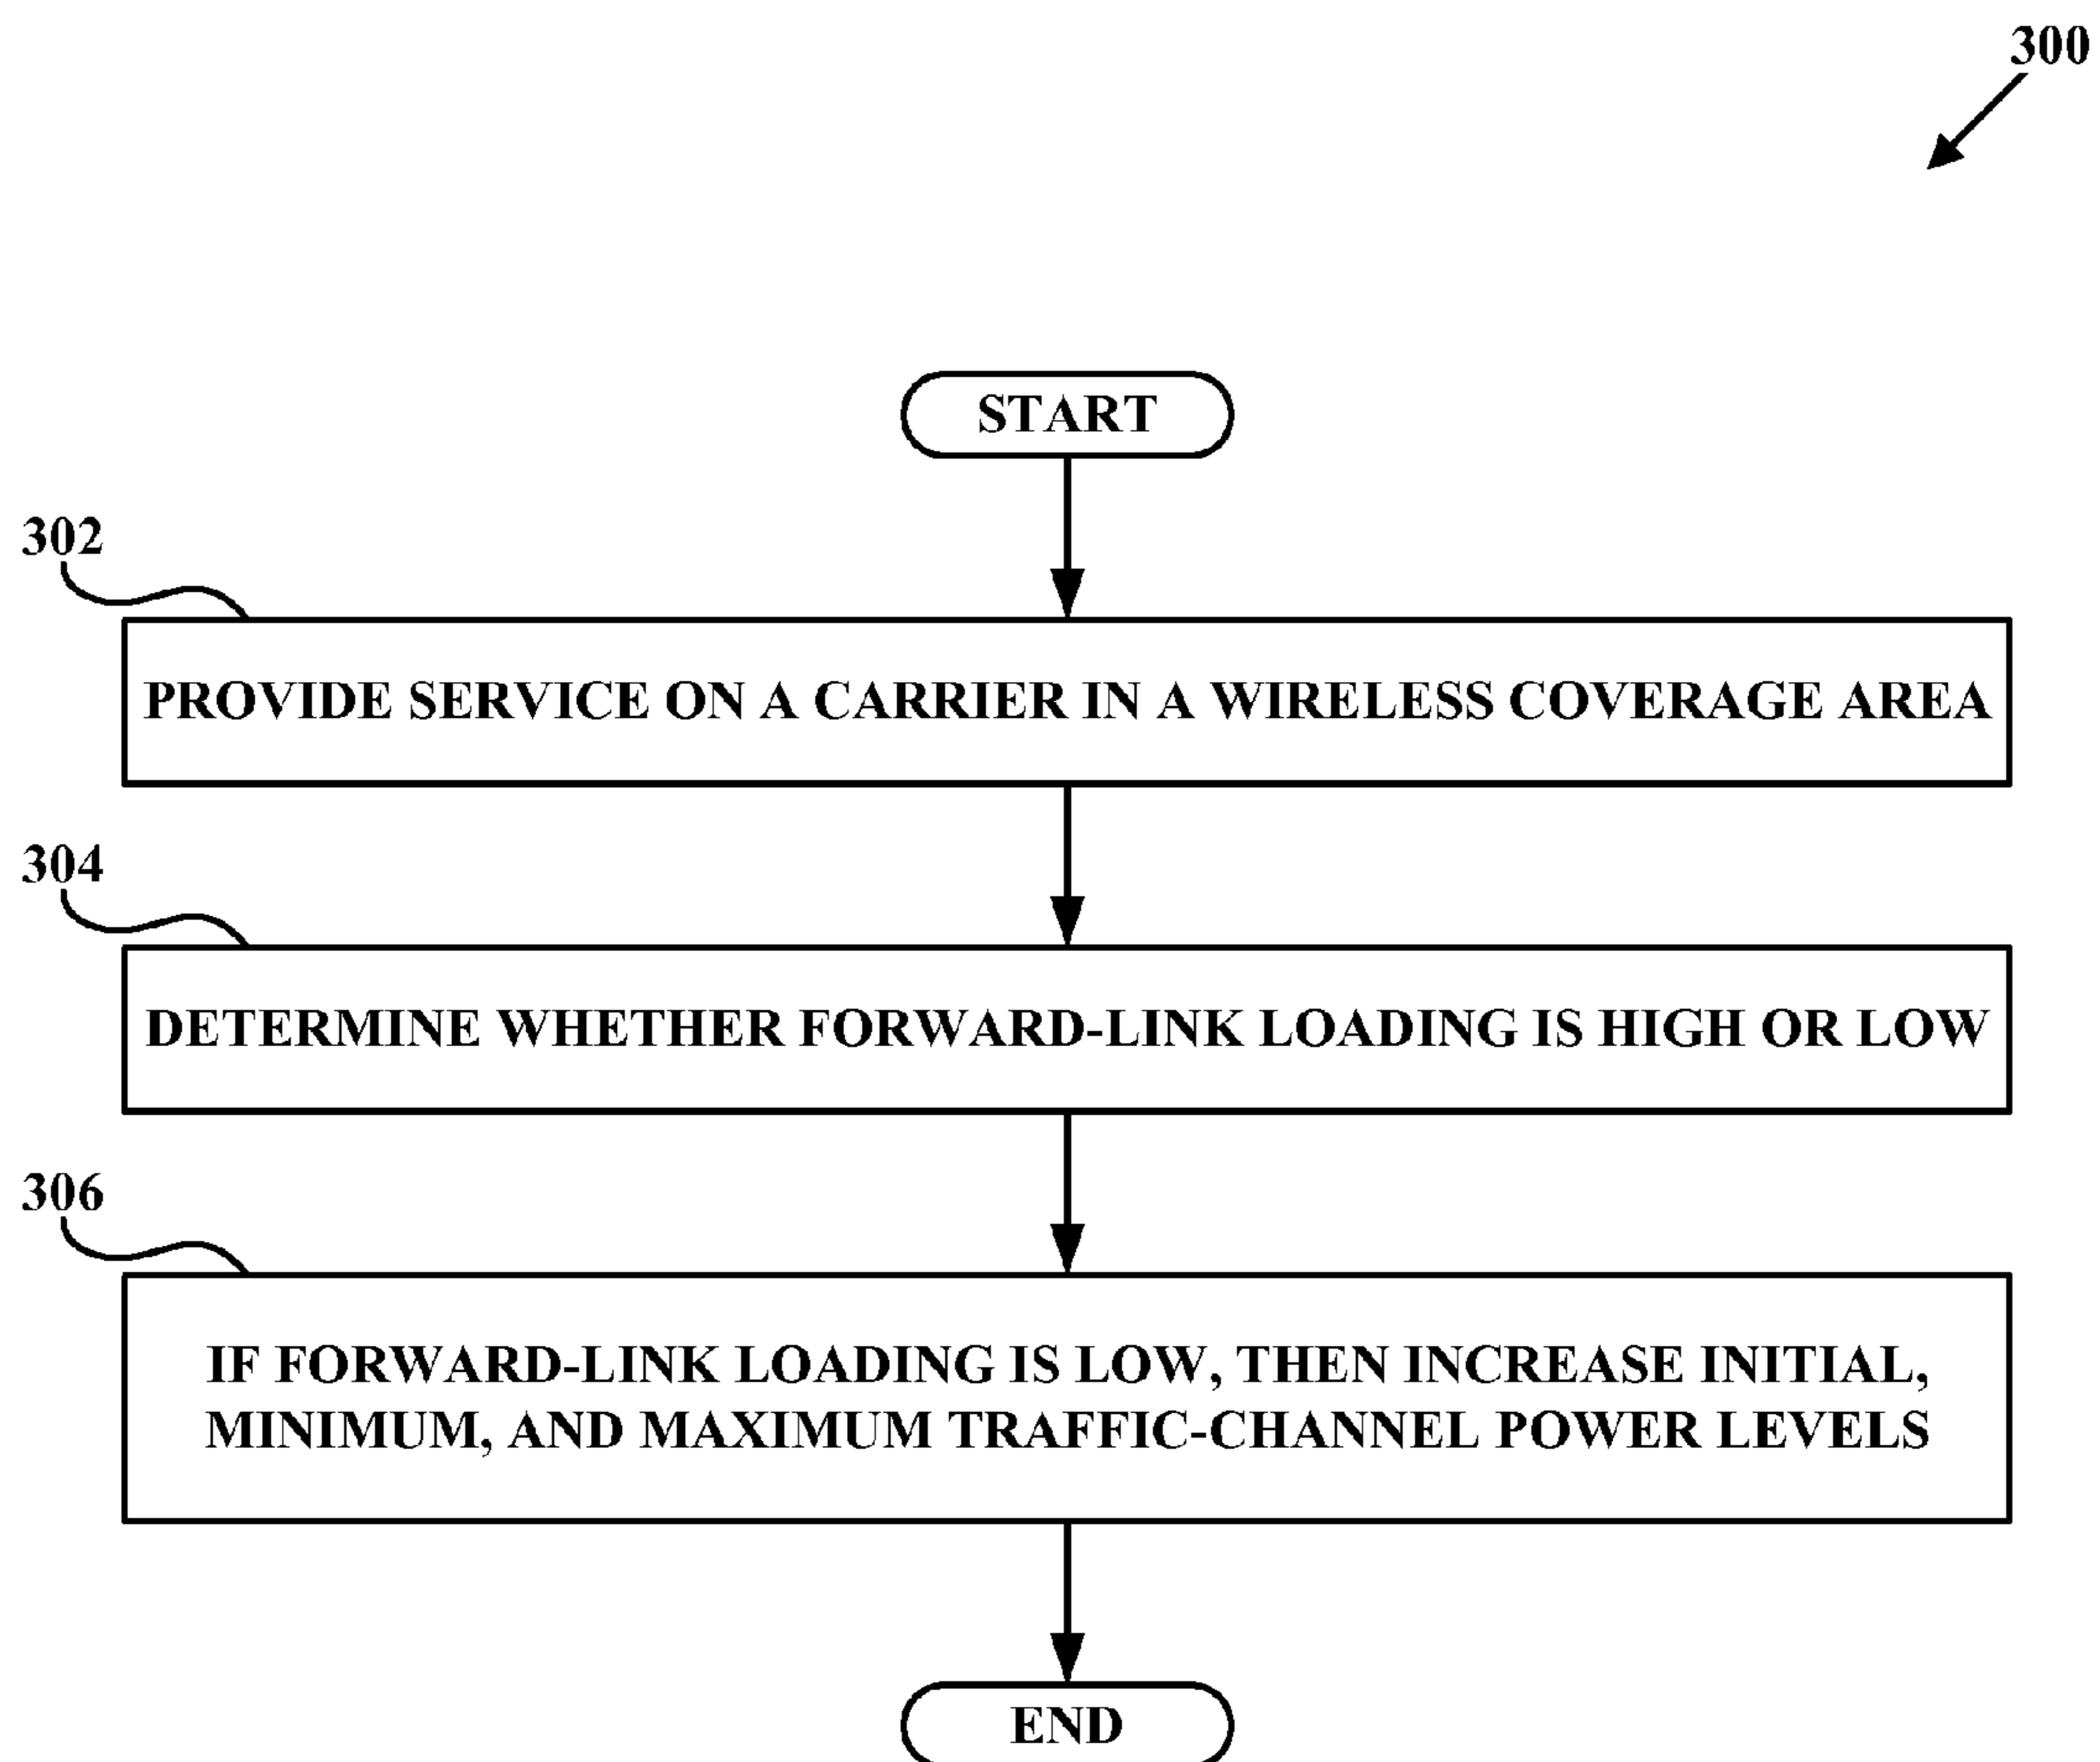 300
START
302
PROVIDE SERVICE ON A CARRIER IN A WIRELESS COVERAGE AREA
304
DETERMINE WHETHER FORWARD-LINK LOADING IS HIGH OR LOW
306
IF FORWARD-LINK LOADING IS LOW, THEN INCREASE INITIAL,
MINIMUM, AND MAXIMUM TRAFFIC-CHANNEL POWER LEVELS
END